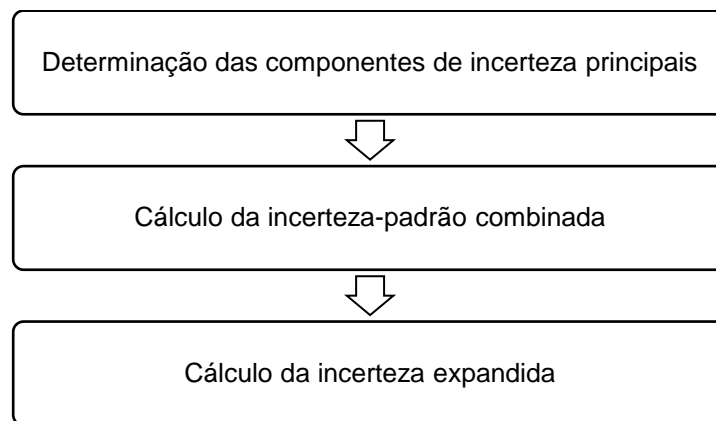 Determinação das componentes de incerteza principais
Cálculo da incerteza-padrão combinada
Cálculo da incerteza expandida